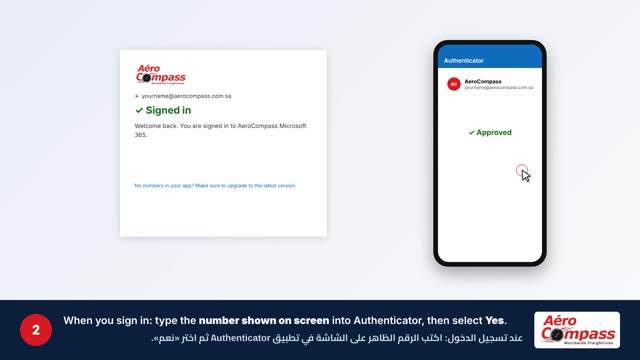 Aéro
Compass
Worldwide Freightlines
← yourname@aerocompass.com.sa
✓ Signed in
Welcome back. You are signed in to AeroCompass Microsoft
365.
No numbers in your app? Make sure to upgrade to the latest version.
Authenticator
AC
AeroCompass
yourname@aerocompass.com.sa
✓ Approved
2
When you sign in: type the number shown on screen into Authenticator, then select Yes.
عند تسجيل الدخول: اكتب الرقم الظاهر على الشاشة في تطبيق Authenticator ثم اختر «نعم».
Aéro
Compass
Worldwide Freightlines